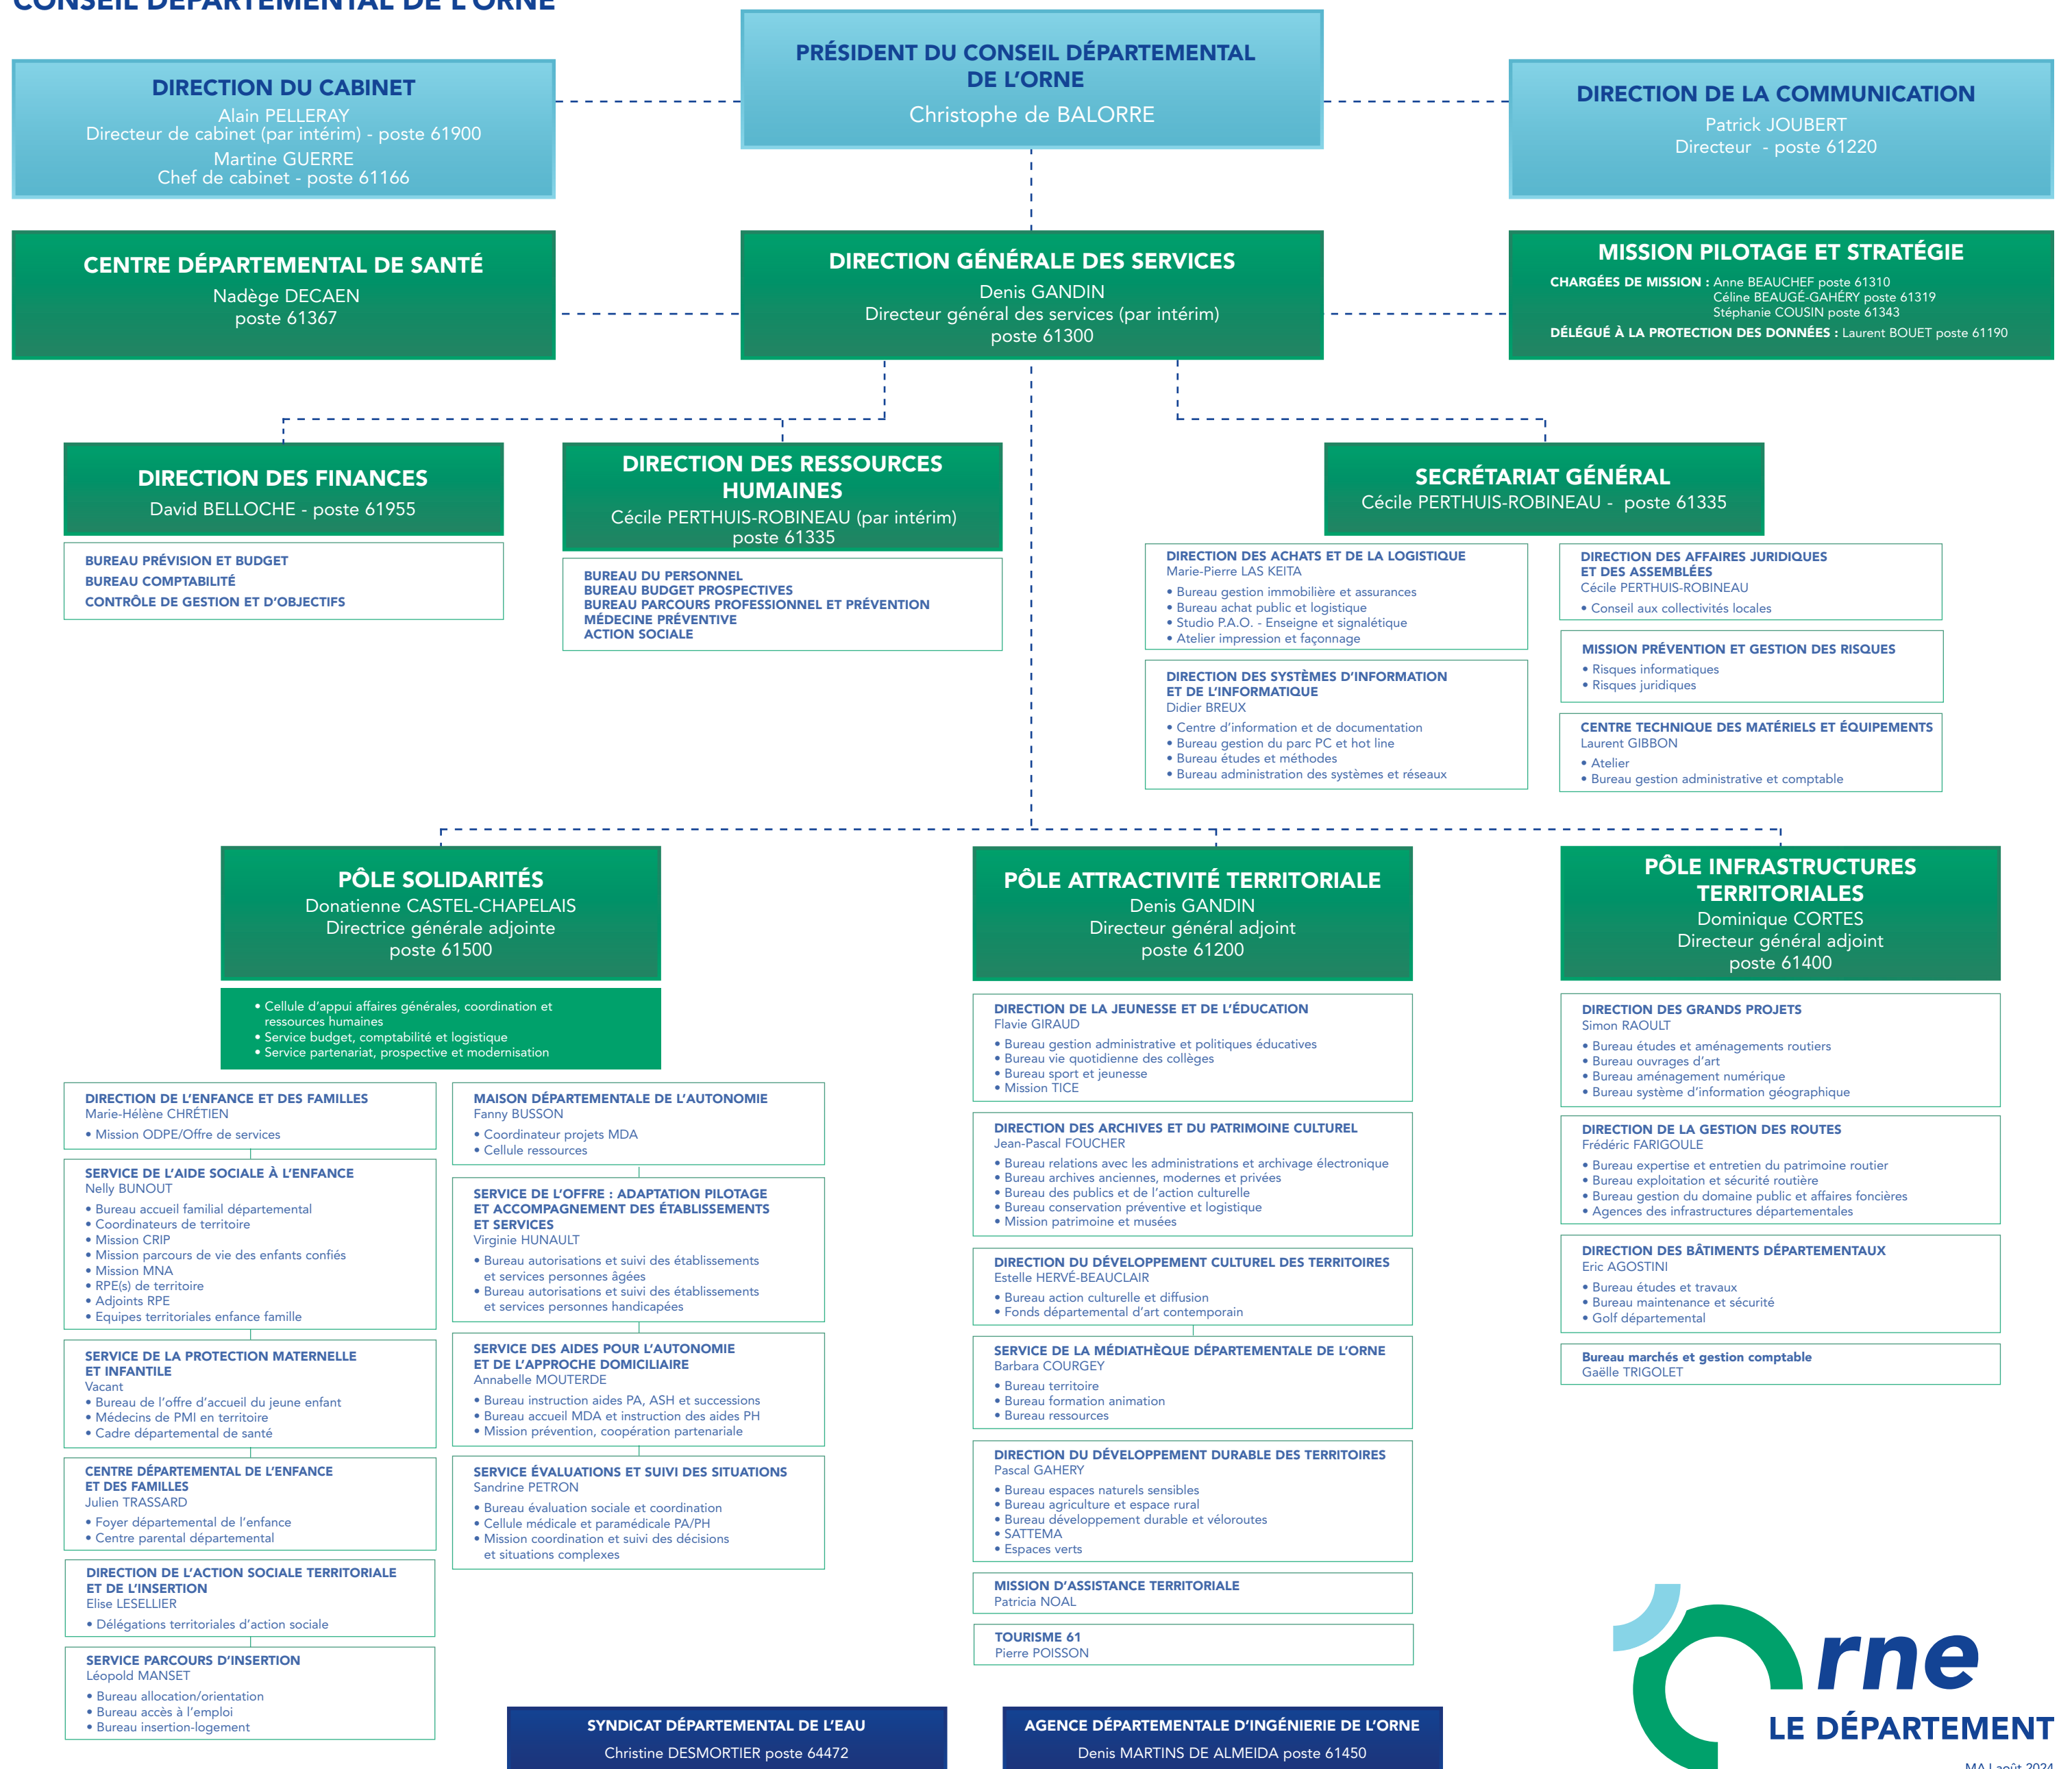 CONSEIL DÉPARTEMENTAL DE L'ORNE
PRÉSIDENT DU CONSEIL DÉPARTEMENTAL
DE L'ORNE
Christophe de BALORRE
DIRECTION DU CABINET
Alain PELLERAY
Directeur de cabinet (par intérim) - poste 61900
Martine GUERRE
Chef de cabinet - poste 61166
DIRECTION DE LA COMMUNICATION
Patrick JOUBERT
Directeur - poste 61220
CENTRE DÉPARTEMENTAL DE SANTÉ
Nadège DECAEN
poste 61367
DIRECTION GÉNÉRALE DES SERVICES
Denis GANDIN
Directeur général des services (par intérim)
poste 61300
MISSION PILOTAGE ET STRATÉGIE
CHARGÉES DE MISSION : Anne BEAUCHEF poste 61310
Céline BEAUGÉ-GAHÉRY poste 61319
Stéphanie COUSIN poste 61343
DÉLÉGUÉ À LA PROTECTION DES DONNÉES : Laurent BOUET poste 61190
DIRECTION DES FINANCES
David BELLOCHE - poste 61955
BUREAU PRÉVISION ET BUDGET
BUREAU COMPTABILITÉ
CONTRÔLE DE GESTION ET D'OBJECTIFS
DIRECTION DES RESSOURCES
HUMAINES
Cécile PERTHUIS-ROBINEAU (par intérim)
poste 61335
BUREAU DU PERSONNEL
BUREAU BUDGET PROSPECTIVES
BUREAU PARCOURS PROFESSIONNEL ET PRÉVENTION
MÉDECINE PRÉVENTIVE
ACTION SOCIALE
SECRÉTARIAT GÉNÉRAL
Cécile PERTHUIS-ROBINEAU - poste 61335
DIRECTION DES ACHATS ET DE LA LOGISTIQUE
Marie-Pierre LAS KEITA
• Bureau gestion immobilière et assurances
• Bureau achat public et logistique
• Studio P.A.O. - Enseigne et signalétique
• Atelier impression et façonnage
DIRECTION DES SYSTÈMES D'INFORMATION
ET DE L'INFORMATIQUE
Didier BREUX
• Centre d'information et de documentation
• Bureau gestion du parc PC et hot line
• Bureau études et méthodes
• Bureau administration des systèmes et réseaux
DIRECTION DES AFFAIRES JURIDIQUES
ET DES ASSEMBLÉES
Cécile PERTHUIS-ROBINEAU
• Conseil aux collectivités locales
MISSION PRÉVENTION ET GESTION DES RISQUES
• Risques informatiques
• Risques juridiques
CENTRE TECHNIQUE DES MATÉRIELS ET ÉQUIPEMENTS
Laurent GIBBON
• Atelier
• Bureau gestion administrative et comptable
PÔLE SOLIDARITÉS
Donatienne CASTEL-CHAPELAIS
Directrice générale adjointe
poste 61500
• Cellule d'appui affaires générales, coordination et
ressources humaines
• Service budget, comptabilité et logistique
• Service partenariat, prospective et modernisation
DIRECTION DE L'ENFANCE ET DES FAMILLES
Marie-Hélène CHRÉTIEN
• Mission ODPE/Offre de services
SERVICE DE L'AIDE SOCIALE À L'ENFANCE
Nelly BUNOUT
• Bureau accueil familial départemental
• Coordinateurs de territoire
• Mission CRIP
• Mission parcours de vie des enfants confiés
• Mission MNA
• RPE(s) de territoire
• Adjoints RPE
• Equipes territoriales enfance famille
SERVICE DE LA PROTECTION MATERNELLE
ET INFANTILE
Vacant
• Bureau de l'offre d'accueil du jeune enfant
• Médecins de PMI en territoire
• Cadre départemental de santé
CENTRE DÉPARTEMENTAL DE L'ENFANCE
ET DES FAMILLES
Julien TRASSARD
• Foyer départemental de l'enfance
• Centre parental départemental
DIRECTION DE L'ACTION SOCIALE TERRITORIALE
ET DE L'INSERTION
Elise LESELLIER
• Délégations territoriales d'action sociale
SERVICE PARCOURS D'INSERTION
Léopold MANSET
• Bureau allocation/orientation
• Bureau accès à l'emploi
• Bureau insertion-logement
MAISON DÉPARTEMENTALE DE L'AUTONOMIE
Fanny BUSSON
• Coordinateur projets MDA
• Cellule ressources
SERVICE DE L'OFFRE : ADAPTATION PILOTAGE
ET ACCOMPAGNEMENT DES ÉTABLISSEMENTS
ET SERVICES
Virginie HUNAULT
• Bureau autorisations et suivi des établissements
et services personnes âgées
• Bureau autorisations et suivi des établissements
et services personnes handicapées
SERVICE DES AIDES POUR L'AUTONOMIE
ET DE L'APPROCHE DOMICILIAIRE
Annabelle MOUTERDE
• Bureau instruction aides PA, ASH et successions
• Bureau accueil MDA et instruction des aides PH
• Mission prévention, coopération partenariale
SERVICE ÉVALUATIONS ET SUIVI DES SITUATIONS
Sandrine PETRON
• Bureau évaluation sociale et coordination
• Cellule médicale et paramédicale PA/PH
• Mission coordination et suivi des décisions
et situations complexes
PÔLE ATTRACTIVITÉ TERRITORIALE
Denis GANDIN
Directeur général adjoint
poste 61200
DIRECTION DE LA JEUNESSE ET DE L'ÉDUCATION
Flavie GIRAUD
• Bureau gestion administrative et politiques éducatives
• Bureau vie quotidienne des collèges
• Bureau sport et jeunesse
• Mission TICE
DIRECTION DES ARCHIVES ET DU PATRIMOINE CULTUREL
Jean-Pascal FOUCHER
• Bureau relations avec les administrations et archivage électronique
• Bureau archives anciennes, modernes et privées
• Bureau des publics et de l'action culturelle
• Bureau conservation préventive et logistique
• Mission patrimoine et musées
DIRECTION DU DÉVELOPPEMENT CULTUREL DES TERRITOIRES
Estelle HERVÉ-BEAUCLAIR
• Bureau action culturelle et diffusion
• Fonds départemental d'art contemporain
SERVICE DE LA MÉDIATHÈQUE DÉPARTEMENTALE DE L'ORNE
Barbara COURGEY
• Bureau territoire
• Bureau formation animation
• Bureau ressources
DIRECTION DU DÉVELOPPEMENT DURABLE DES TERRITOIRES
Pascal GAHERY
• Bureau espaces naturels sensibles
• Bureau agriculture et espace rural
• Bureau développement durable et véloroutes
• SATTEMA
• Espaces verts
MISSION D'ASSISTANCE TERRITORIALE
Patricia NOAL
TOURISME 61
Pierre POISSON
PÔLE INFRASTRUCTURES
TERRITORIALES
Dominique CORTES
Directeur général adjoint
poste 61400
DIRECTION DES GRANDS PROJETS
Simon RAOULT
• Bureau études et aménagements routiers
• Bureau ouvrages d'art
• Bureau aménagement numérique
• Bureau système d'information géographique
DIRECTION DE LA GESTION DES ROUTES
Frédéric FARIGOULE
• Bureau expertise et entretien du patrimoine routier
• Bureau exploitation et sécurité routière
• Bureau gestion du domaine public et affaires foncières
• Agences des infrastructures départementales
DIRECTION DES BÂTIMENTS DÉPARTEMENTAUX
Eric AGOSTINI
• Bureau études et travaux
• Bureau maintenance et sécurité
• Golf départemental
Bureau marchés et gestion comptable
Gaëlle TRIGOLET
SYNDICAT DÉPARTEMENTAL DE L'EAU
Christine DESMORTIER poste 64472
AGENCE DÉPARTEMENTALE D'INGÉNIERIE DE L'ORNE
Denis MARTINS DE ALMEIDA poste 61450
Orne
LE DÉPARTEMENT
MAJ août 2024